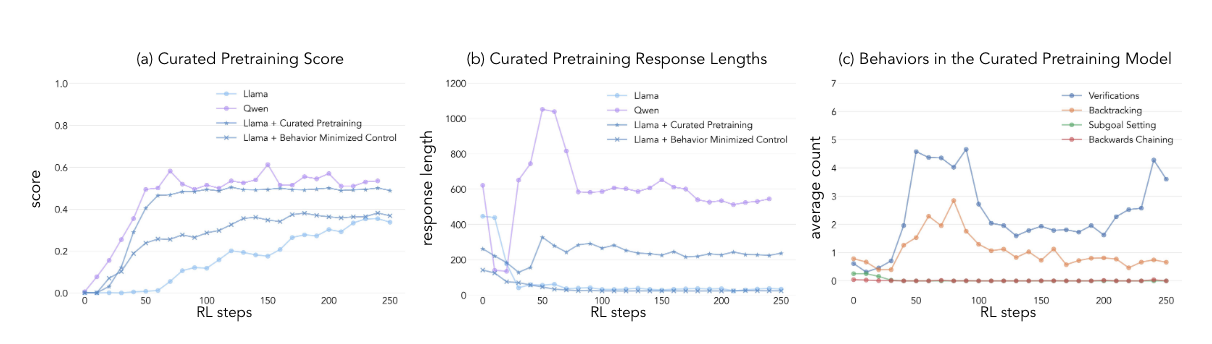 (a) Curated Pretraining Score
1.0
0.8
0.6
0.4
0.2
0.0
score
0
50
100
150
200
250
RL steps
Llama
Qwen
Llama + Curated Pretraining
Llama + Behavior Minimized Control
(b) Curated Pretraining Response Lengths
1200
1000
800
600
400
200
0
response length
0
50
100
150
200
250
RL steps
Llama
Qwen
Llama + Curated Pretraining
Llama + Behavior Minimized Control
(c) Behaviors in the Curated Pretraining Model
7
6
5
4
3
2
1
0
average count
0
50
100
150
200
250
RL steps
Verifications
Backtracking
Subgoal Setting
Backwards Chaining